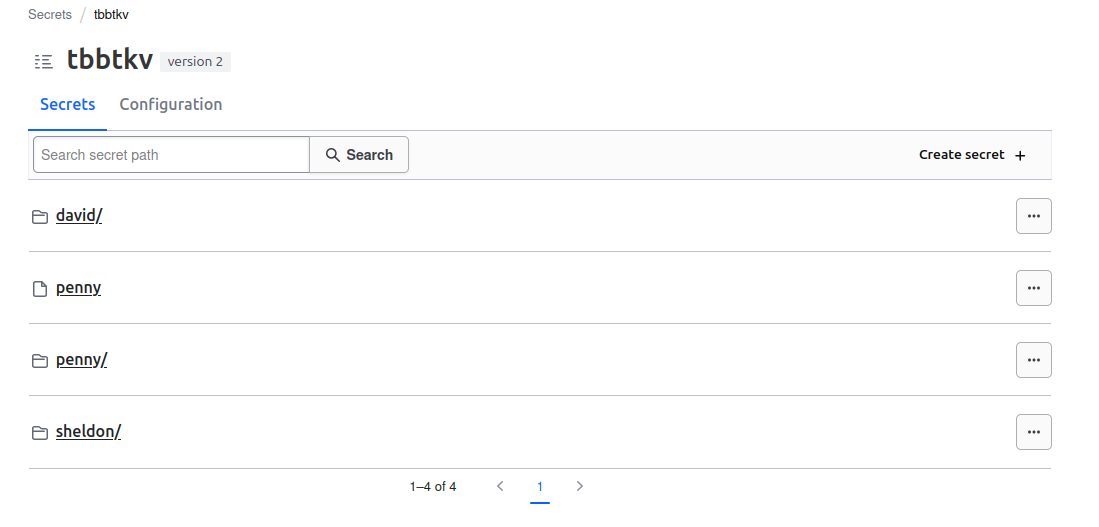 Secrets / tbbtkv
tbbtkv version 2
Secrets Configuration
Search secret path Search Create secret +
david/
penny
penny/
sheldon/
1–4 of 4 < 1 >